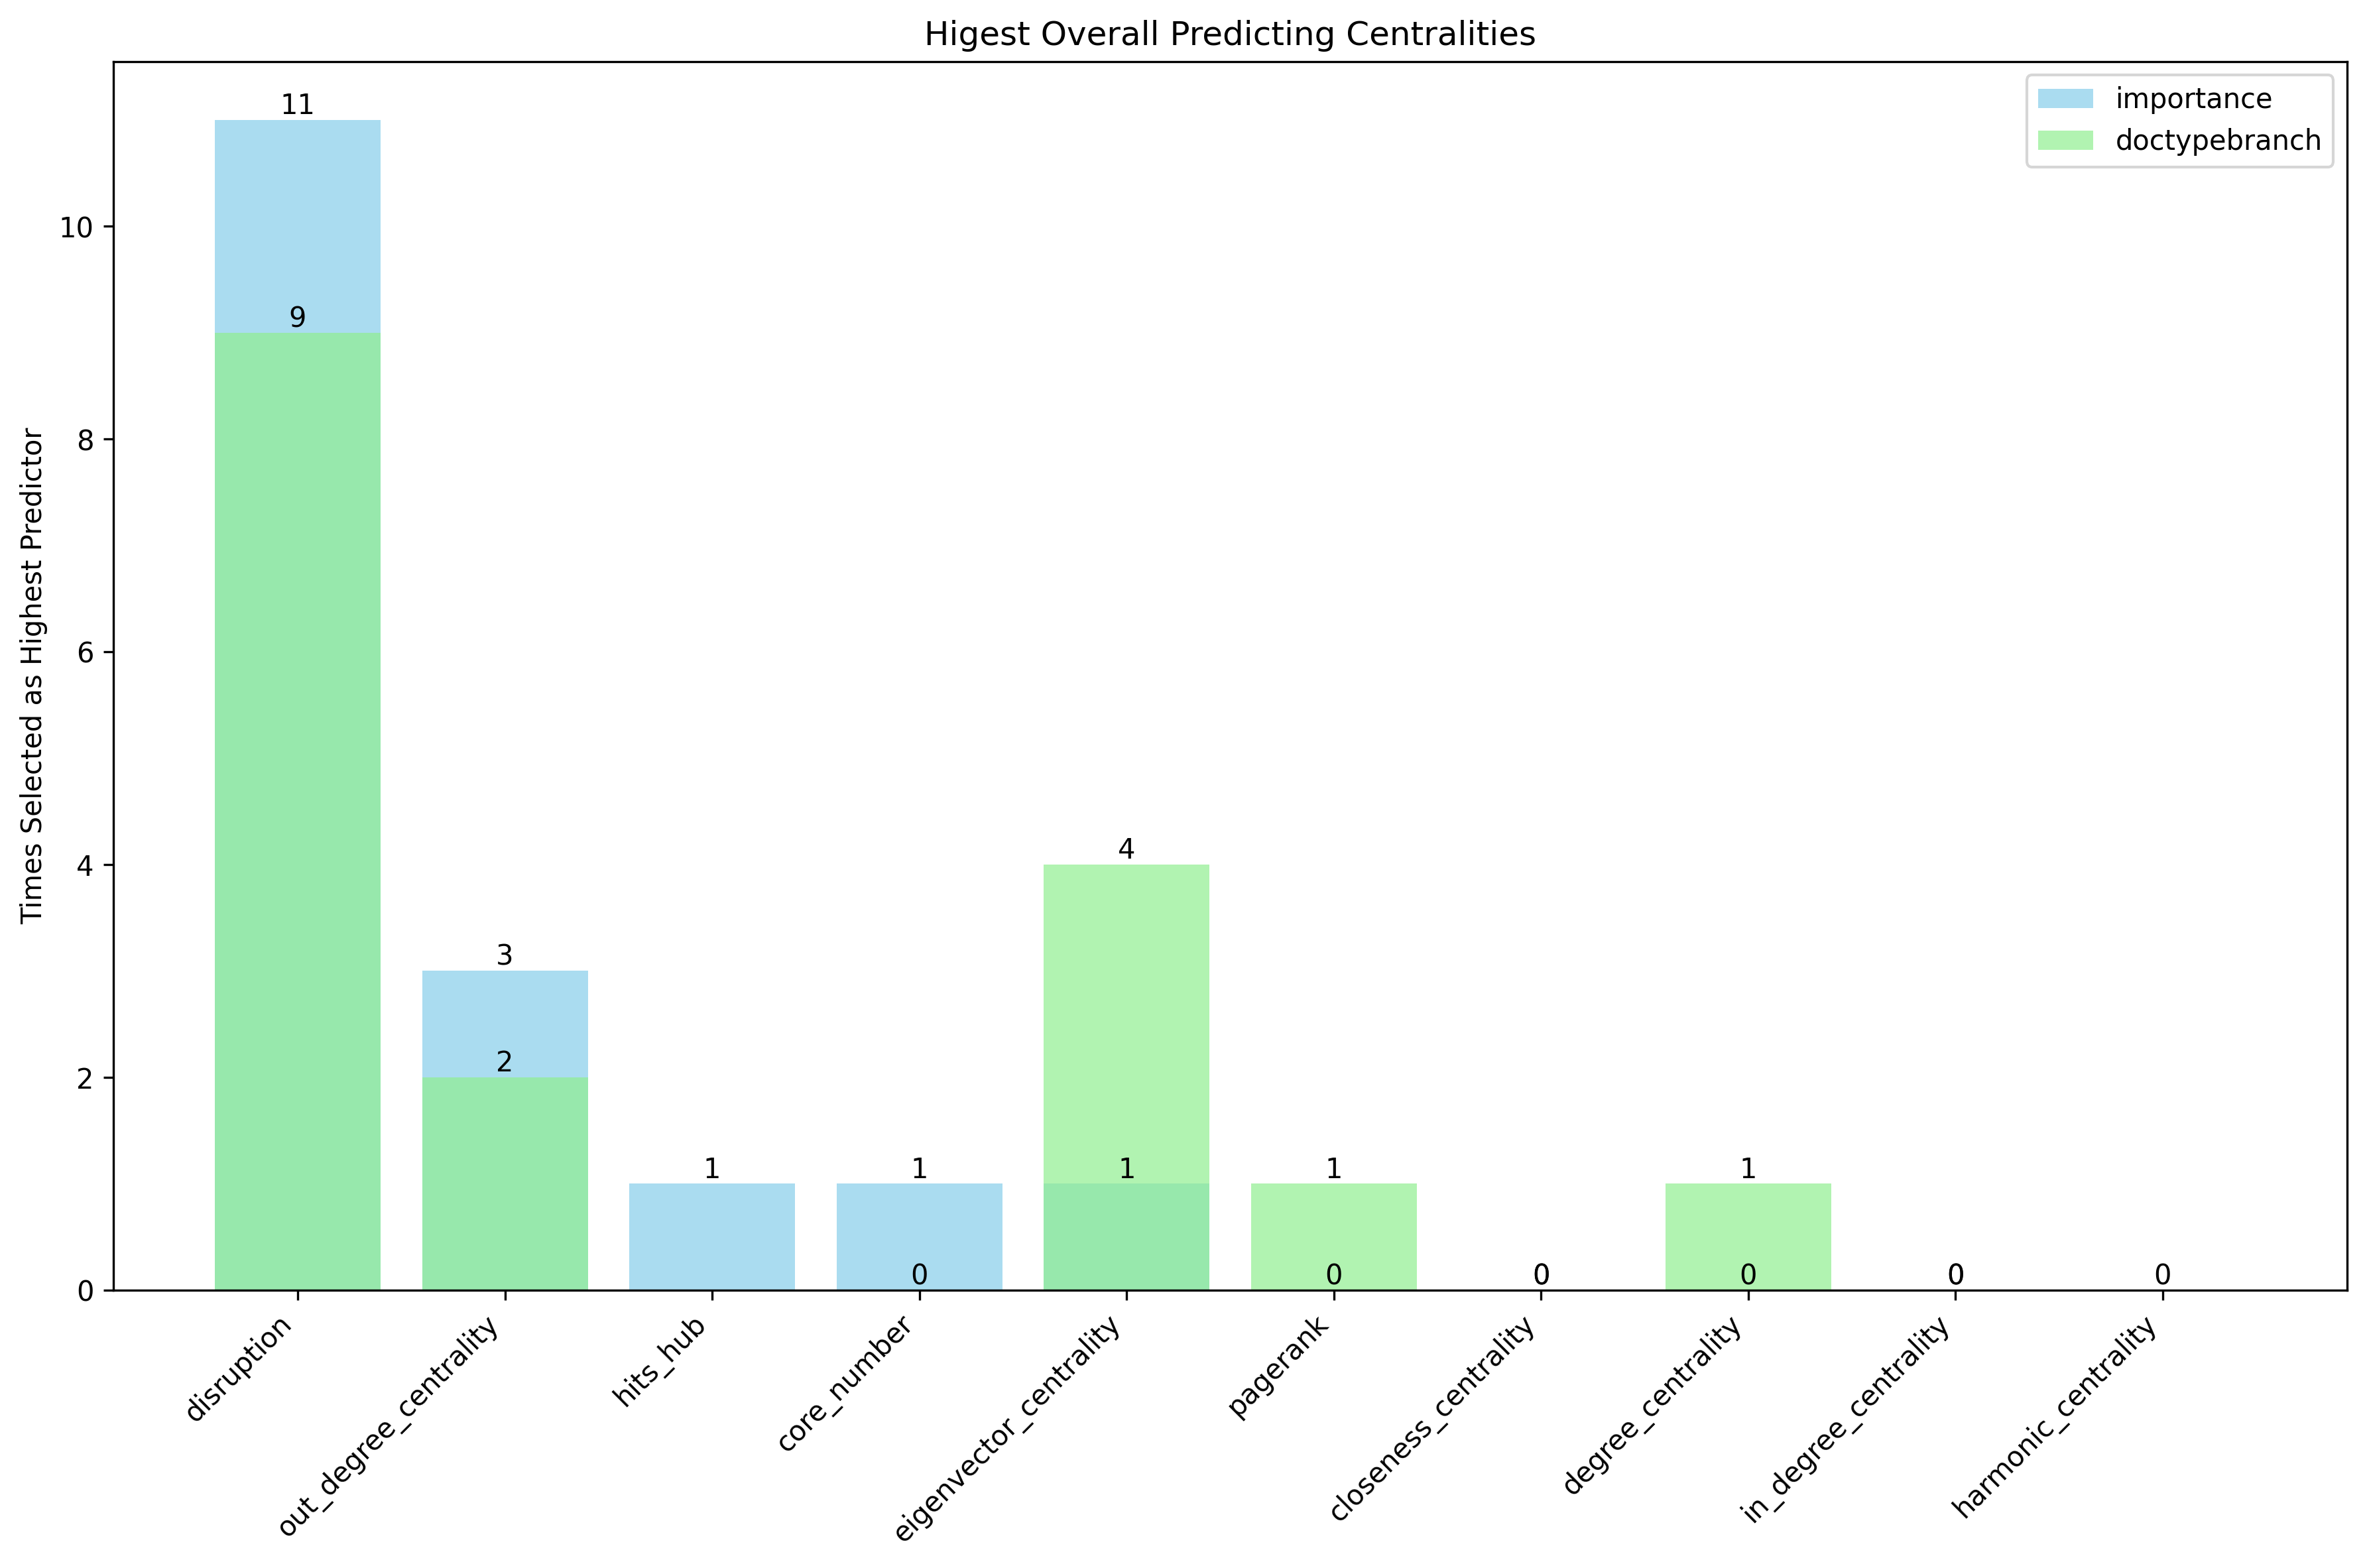 Higest Overall Predicting Centralities
importance
doctypebranch
Times Selected as Highest Predictor
10
8
6
4
2
0
11
9
3
2
1
1
0
4
1
1
0
0
1
0
0
0
disruption
out_degree_centrality
hits_hub
core_number
eigenvector_centrality
pagerank
closeness_centrality
degree_centrality
in_degree_centrality
harmonic_centrality